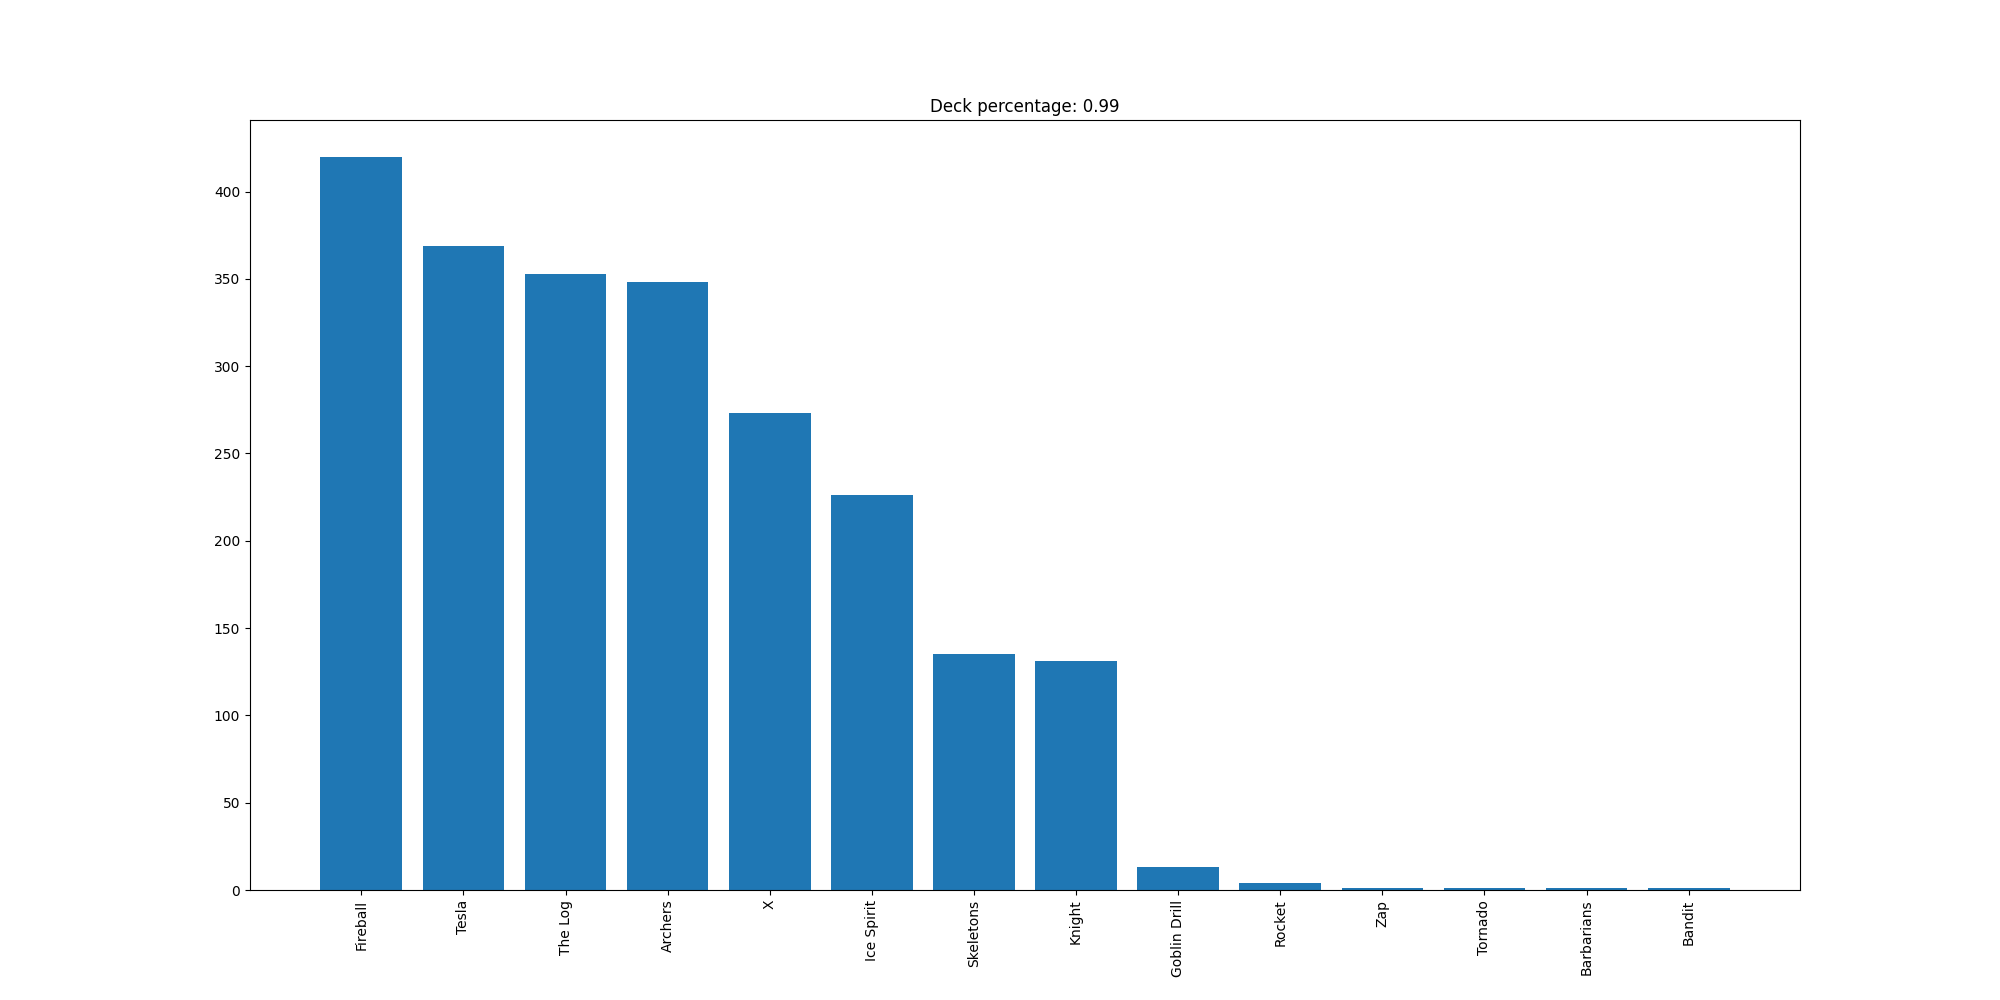 Deck percentage: 0.99
400
350
300
250
200
150
100
50
0
Fireball
Tesla
The Log
Archers
X
Ice Spirit
Skeletons
Knight
Goblin Drill
Rocket
Zap
Tornado
Barbarians
Bandit